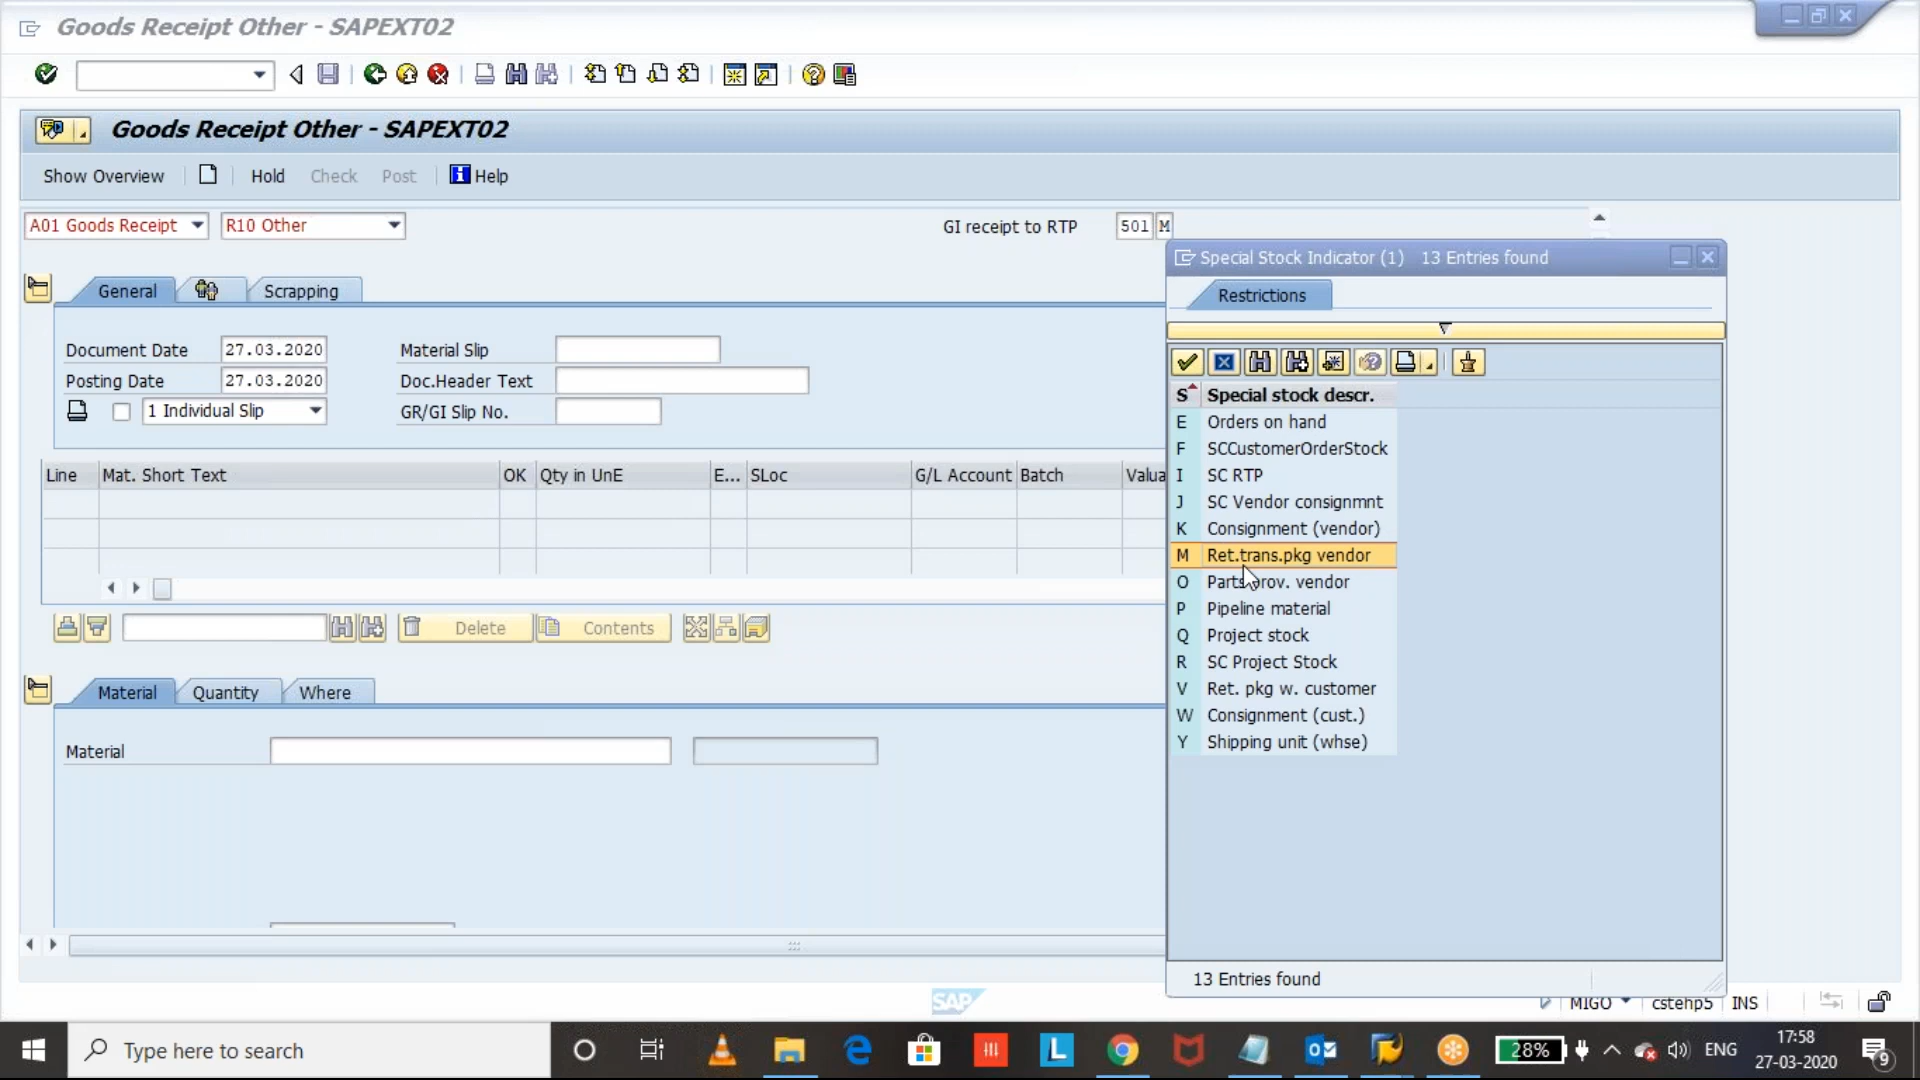 Goods Receipt Other - SAPEXT02
Goods Receipt Other - SAPEXT02
Show Overview Hold Check Post Help
A01 Goods Receipt R10 Other GI receipt to RTP 501 M
General Scrapping
Document Date 27.03.2020 Material Slip
Posting Date 27.03.2020 Doc.Header Text
1 Individual Slip GR/GI Slip No.
Line Mat. Short Text OK Qty in UnE E... SLoc G/L Account Batch Valua
Delete Contents
Material Quantity Where
Material
Special Stock Indicator (1) 13 Entries found
Restrictions
S Special stock descr.
E Orders on hand
F SCCustomerOrderStock
I SC RTP
J SC Vendor consignmnt
K Consignment (vendor)
M Ret.trans.pkg vendor
O Parts prov. vendor
P Pipeline material
Q Project stock
R SC Project Stock
V Ret. pkg w. customer
W Consignment (cust.)
Y Shipping unit (whse)
13 Entries found
SAP
MIGO cstehp5 INS
Type here to search
28% ENG 17:58
27-03-2020
9